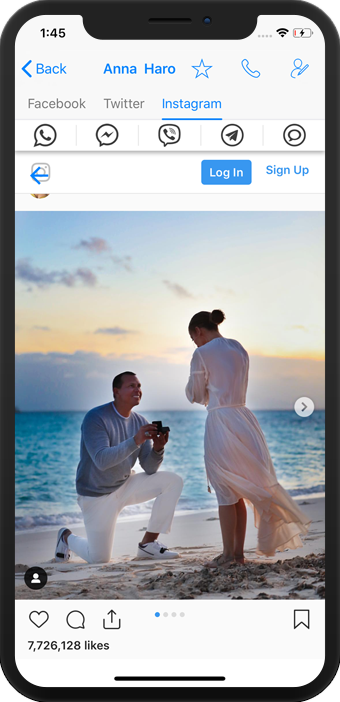 1:45
Back
Anna Haro
Facebook Twitter Instagram
Log In Sign Up
7,726,128 likes